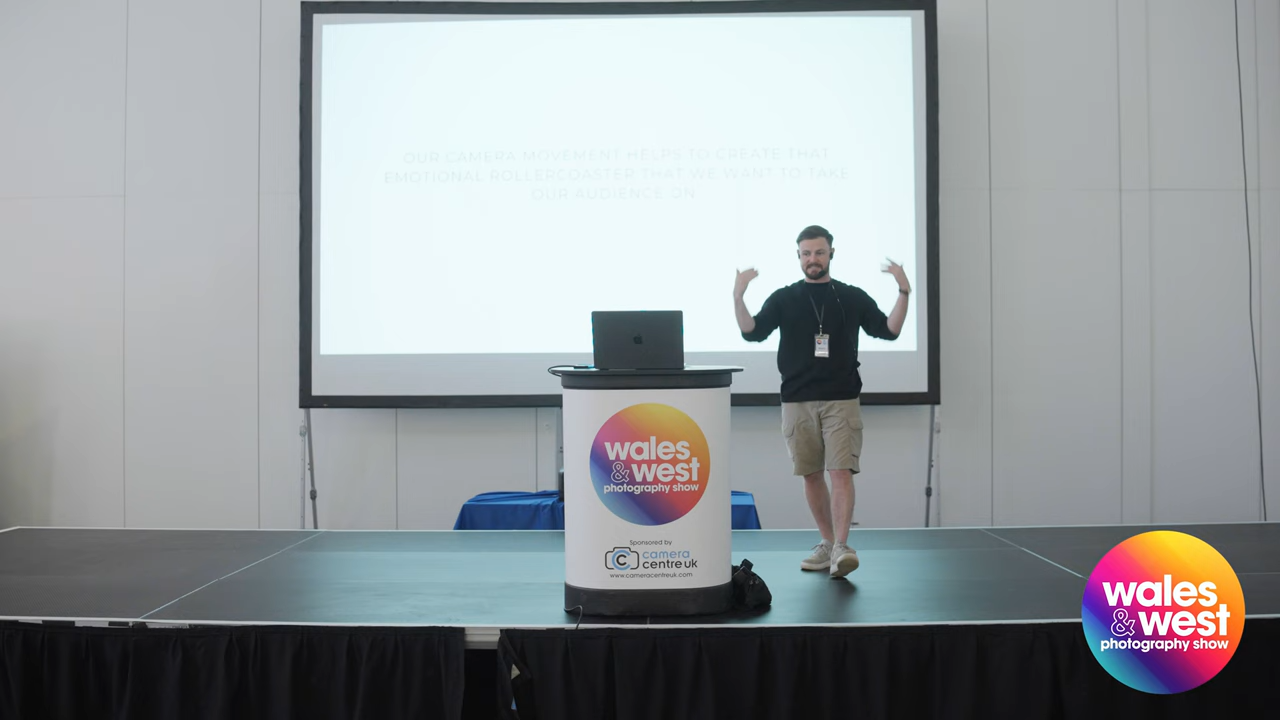 OUR CAMERA MOVEMENT HELPS TO CREATE THAT
EMOTIONAL ROLLERCOASTER THAT WE WANT TO TAKE
OUR AUDIENCE ON
wales
& west
photography show
Sponsored by
camera
centre uk
www.cameracentreuk.com
wales
& west
photography show